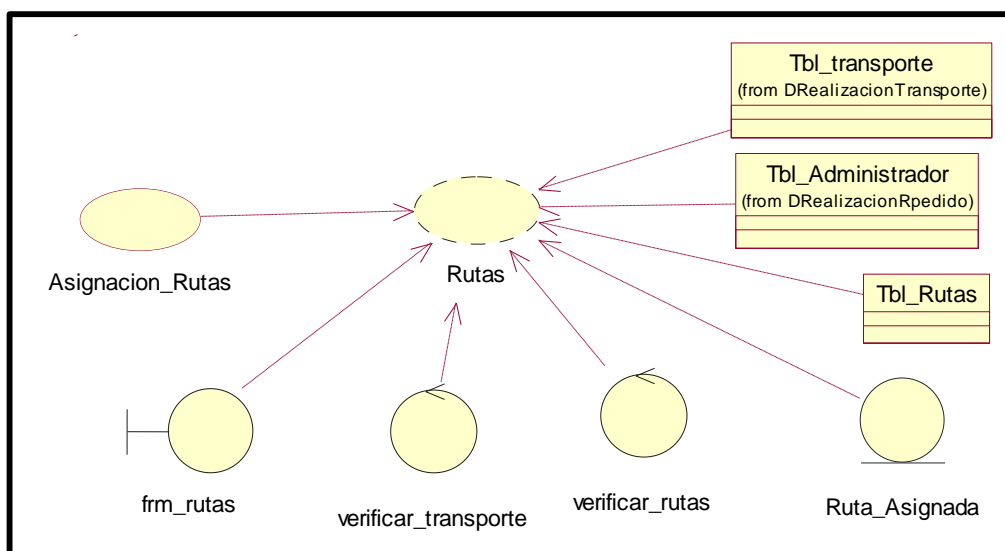 Tbl_transporte
(from DRealizacionTransporte)
Tbl_Administrador
(from DRealizacionRpedido)
Asignacion_Rutas
Rutas
Tbl_Rutas
frm_rutas
verificar_transporte
verificar_rutas
Ruta_Asignada